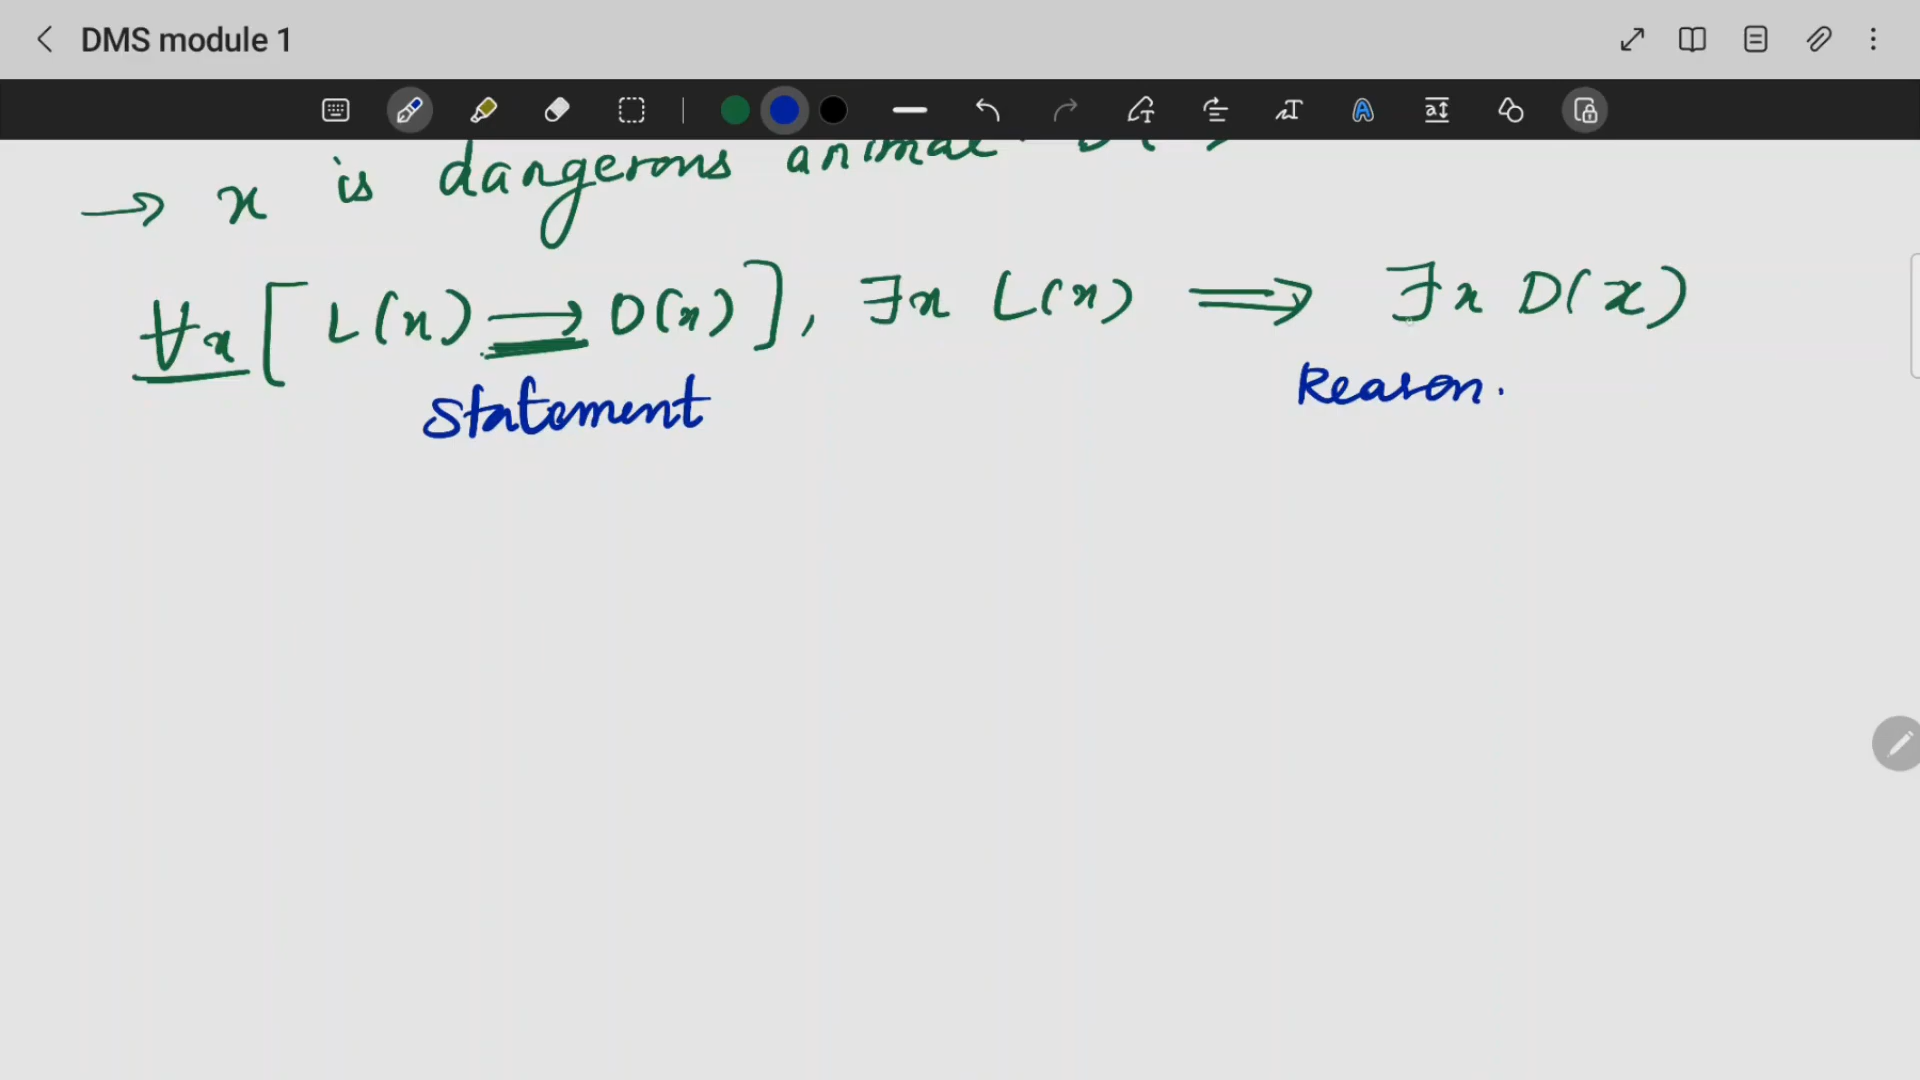 DMS module 1
→ x is dangerous animal
∀x [ L(x) → D(x) ], ∃x L(x) ⟹ ∃x D(x)
Statement Reason.